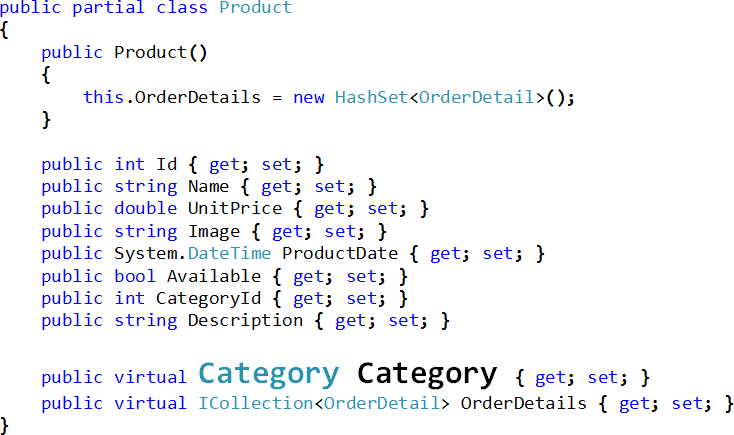 public partial class Product
{
    public Product()
    {
        this.OrderDetails = new HashSet<OrderDetail>();
    }

    public int Id { get; set; }
    public string Name { get; set; }
    public double UnitPrice { get; set; }
    public string Image { get; set; }
    public System.DateTime ProductDate { get; set; }
    public bool Available { get; set; }
    public int CategoryId { get; set; }
    public string Description { get; set; }

    public virtual Category Category { get; set; }
    public virtual ICollection<OrderDetail> OrderDetails { get; set; }
}